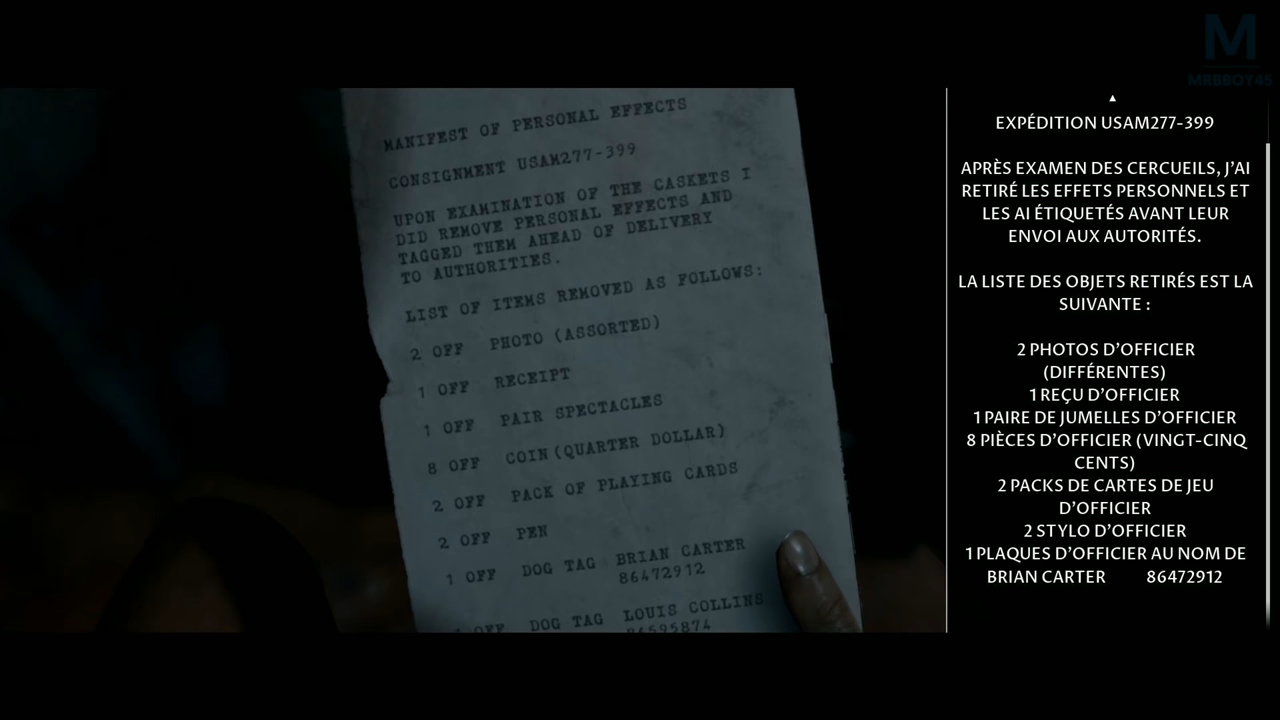 M
MRBBOY45
MANIFEST OF PERSONAL EFFECTS
CONSIGNMENT USAM277-399
UPON EXAMINATION OF THE CASKETS I
DID REMOVE PERSONAL EFFECTS AND
TAGGED THEM AHEAD OF DELIVERY
TO AUTHORITIES.
LIST OF ITEMS REMOVED AS FOLLOWS:
2 OFF PHOTO (ASSORTED)
1 OFF RECEIPT
1 OFF PAIR SPECTACLES
8 OFF COIN (QUARTER DOLLAR)
2 OFF PACK OF PLAYING CARDS
2 OFF PEN
1 OFF DOG TAG BRIAN CARTER
86472912
1 OFF DOG TAG LOUIS COLLINS
86595874
EXPÉDITION USAM277-399
APRÈS EXAMEN DES CERCUEILS, J'AI
RETIRÉ LES EFFETS PERSONNELS ET
LES AI ÉTIQUETÉS AVANT LEUR
ENVOI AUX AUTORITÉS.
LA LISTE DES OBJETS RETIRÉS EST LA
SUIVANTE :
2 PHOTOS D'OFFICIER
(DIFFÉRENTES)
1 REÇU D'OFFICIER
1 PAIRE DE JUMELLES D'OFFICIER
8 PIÈCES D'OFFICIER (VINGT-CINQ
CENTS)
2 PACKS DE CARTES DE JEU
D'OFFICIER
2 STYLO D'OFFICIER
1 PLAQUES D'OFFICIER AU NOM DE
BRIAN CARTER 86472912